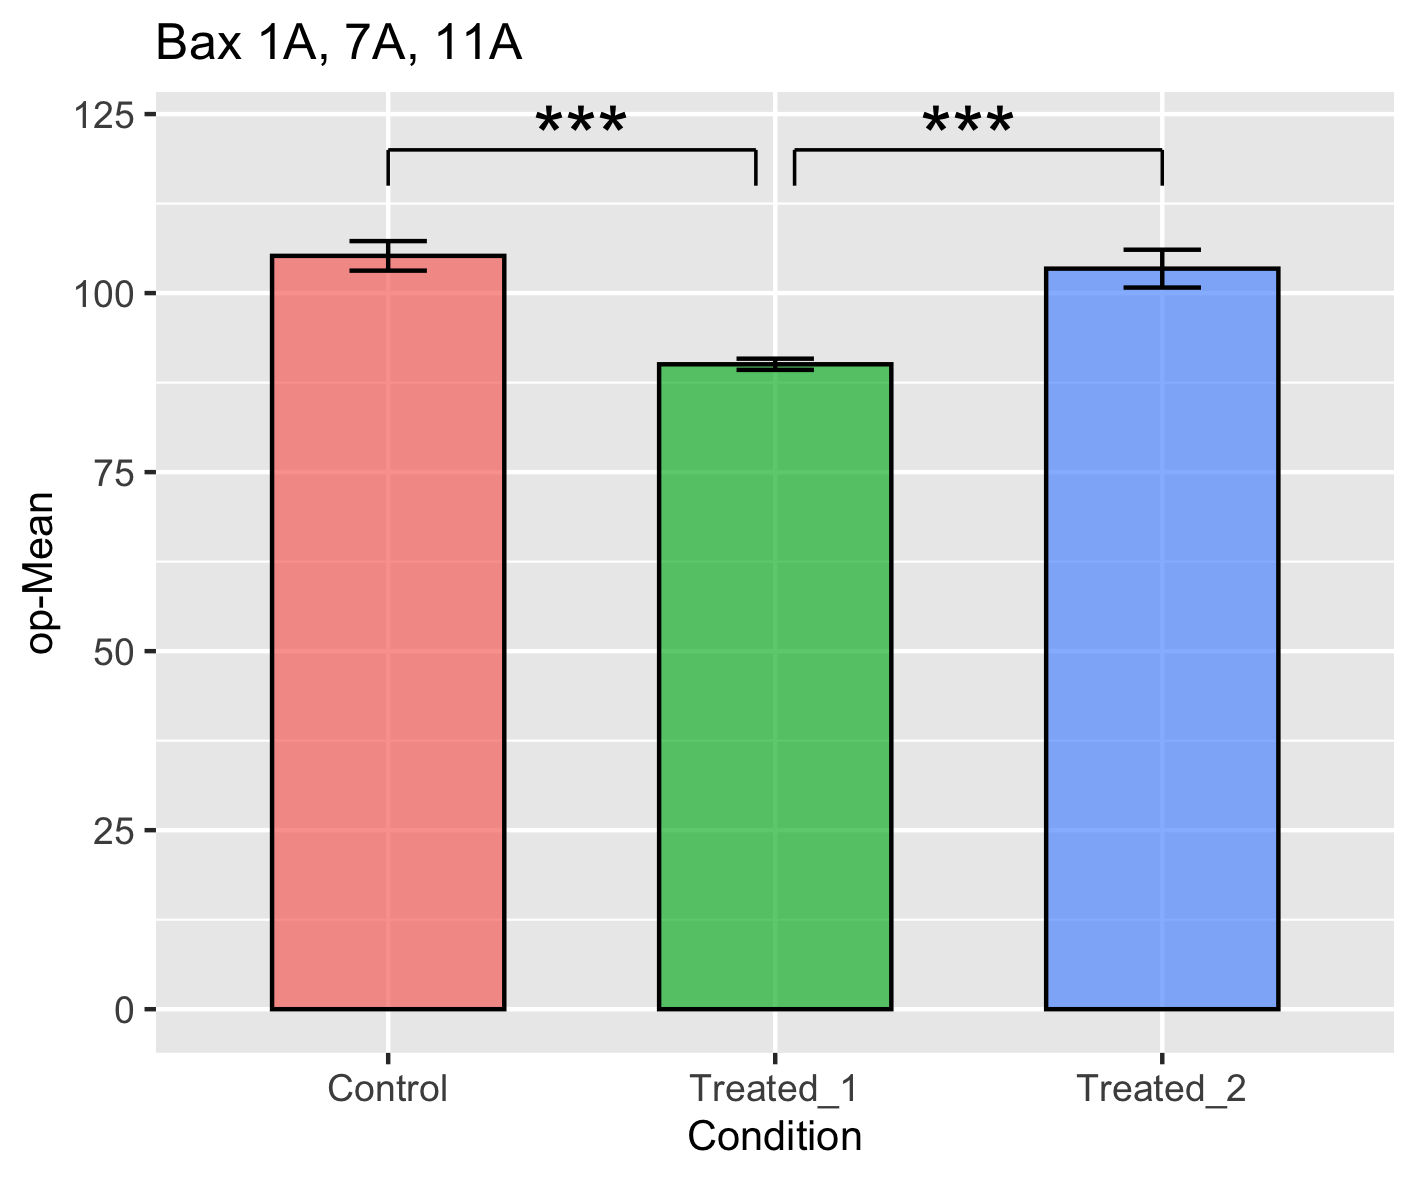 Bax 1A, 7A, 11A
*** ***
125
100
75
50
25
0
op-Mean
Control Treated_1 Treated_2
Condition